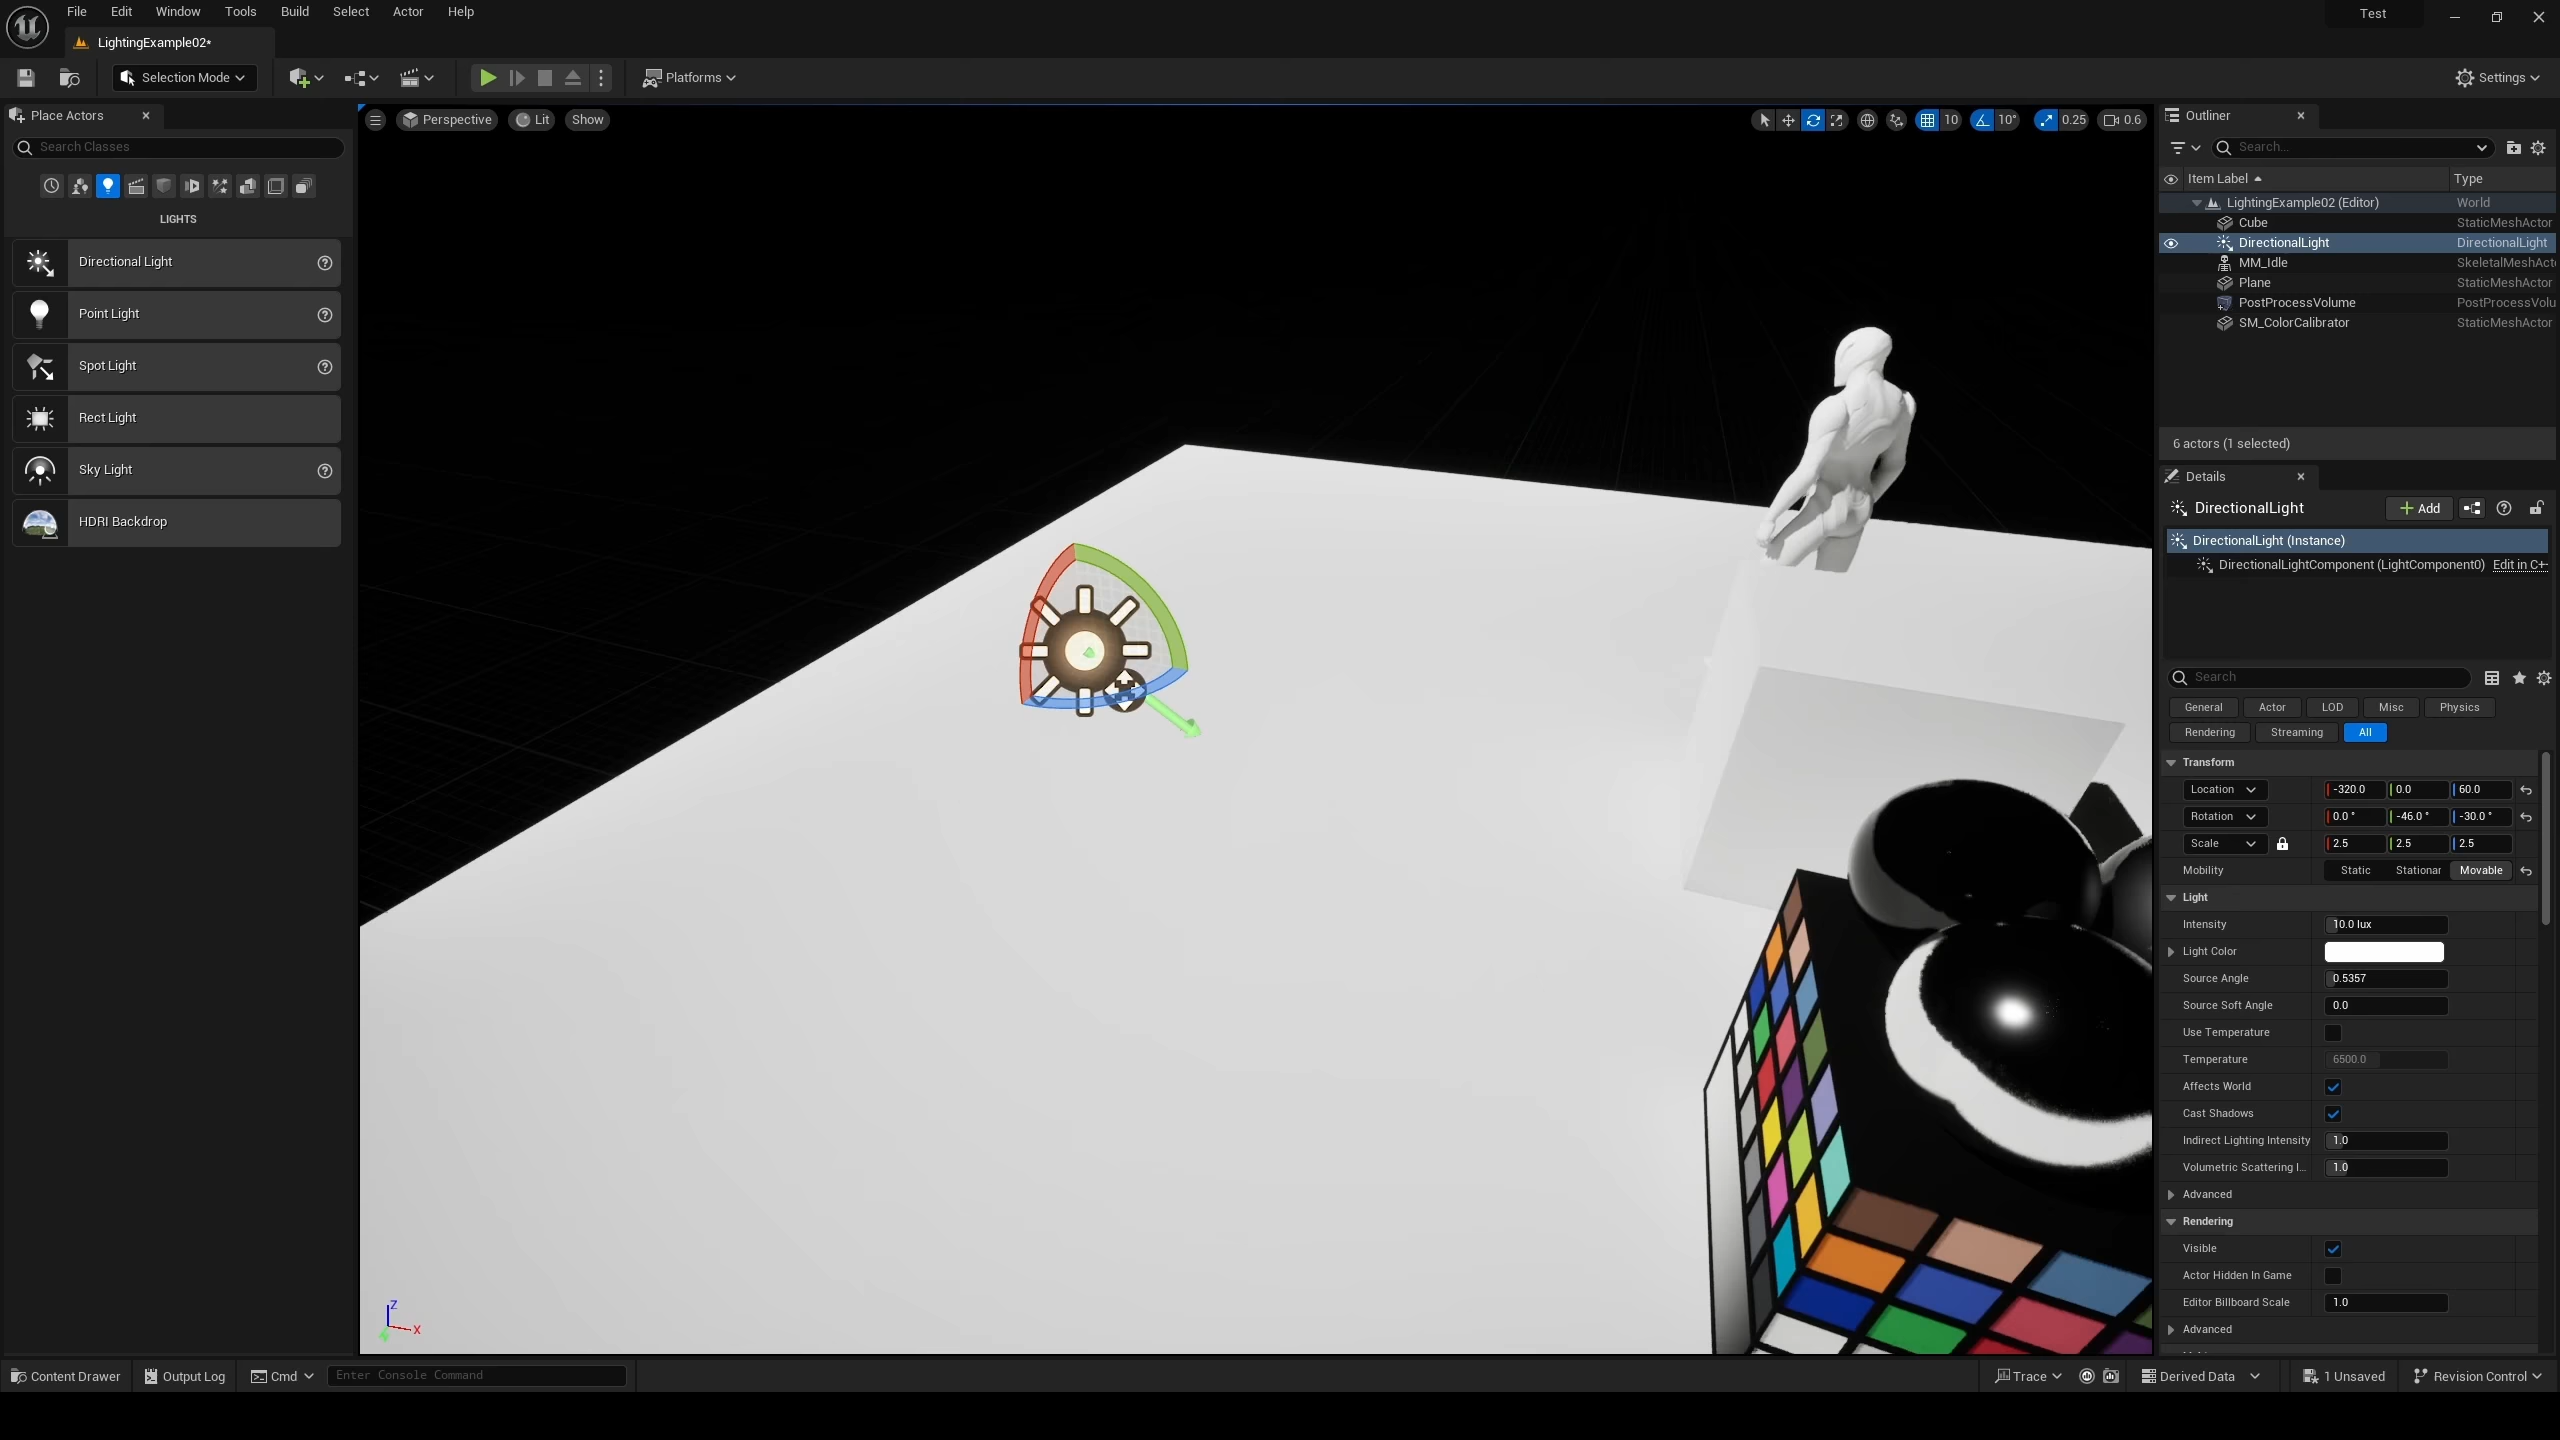 File Edit Window Tools Build Select Actor Help
Test
LightingExample02*
Selection Mode
Platforms
Settings
Place Actors
Search Classes
LIGHTS
Directional Light
Point Light
Spot Light
Rect Light
Sky Light
HDRI Backdrop
Perspective Lit Show
10 10° 0.25 0.6
Z
X
Outliner
Search...
Item Label Type
LightingExample02 (Editor) World
Cube StaticMeshActor
DirectionalLight DirectionalLight
MM_Idle SkeletalMeshAct
Plane StaticMeshActor
PostProcessVolume PostProcessVolu
SM_ColorCalibrator StaticMeshActor
6 actors (1 selected)
Details
DirectionalLight
Add
DirectionalLight (Instance)
DirectionalLightComponent (LightComponent0) Edit in C+
Search
General Actor LOD Misc Physics
Rendering Streaming All
Transform
Location -320.0 0.0 60.0
Rotation 0.0 ° -46.0 ° -30.0 °
Scale 2.5 2.5 2.5
Mobility Static Stationar Movable
Light
Intensity 10.0 lux
Light Color
Source Angle 0.5357
Source Soft Angle 0.0
Use Temperature
Temperature 6500.0
Affects World
Cast Shadows
Indirect Lighting Intensity 1.0
Volumetric Scattering I... 1.0
Advanced
Rendering
Visible
Actor Hidden In Game
Editor Billboard Scale 1.0
Advanced
Content Drawer Output Log Cmd Enter Console Command
Trace Derived Data 1 Unsaved Revision Control